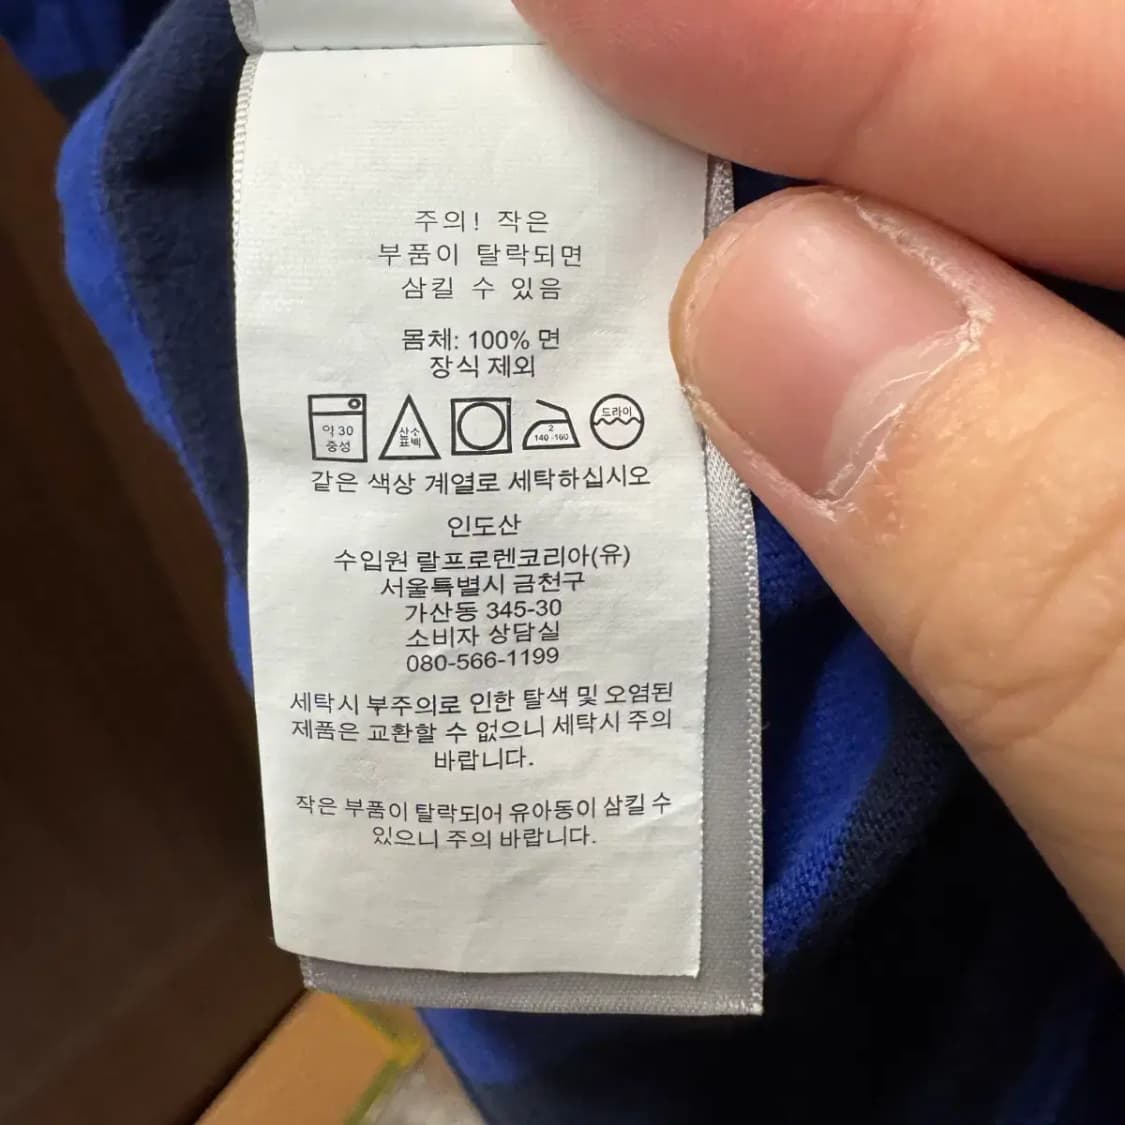 주의! 작은
부품이 탈락되면
삼킬 수 있음
몸체: 100% 면
장식 제외
약 30
중성
산소
표백
2
140-160
드라이
같은 색상 계열로 세탁하십시오
인도산
수입원 랄프로렌코리아(유)
서울특별시 금천구
가산동 345-30
소비자 상담실
080-566-1199
세탁시 부주의로 인한 탈색 및 오염된
제품은 교환할 수 없으니 세탁시 주의
바랍니다.
작은 부품이 탈락되어 유아동이 삼킬 수
있으니 주의 바랍니다.